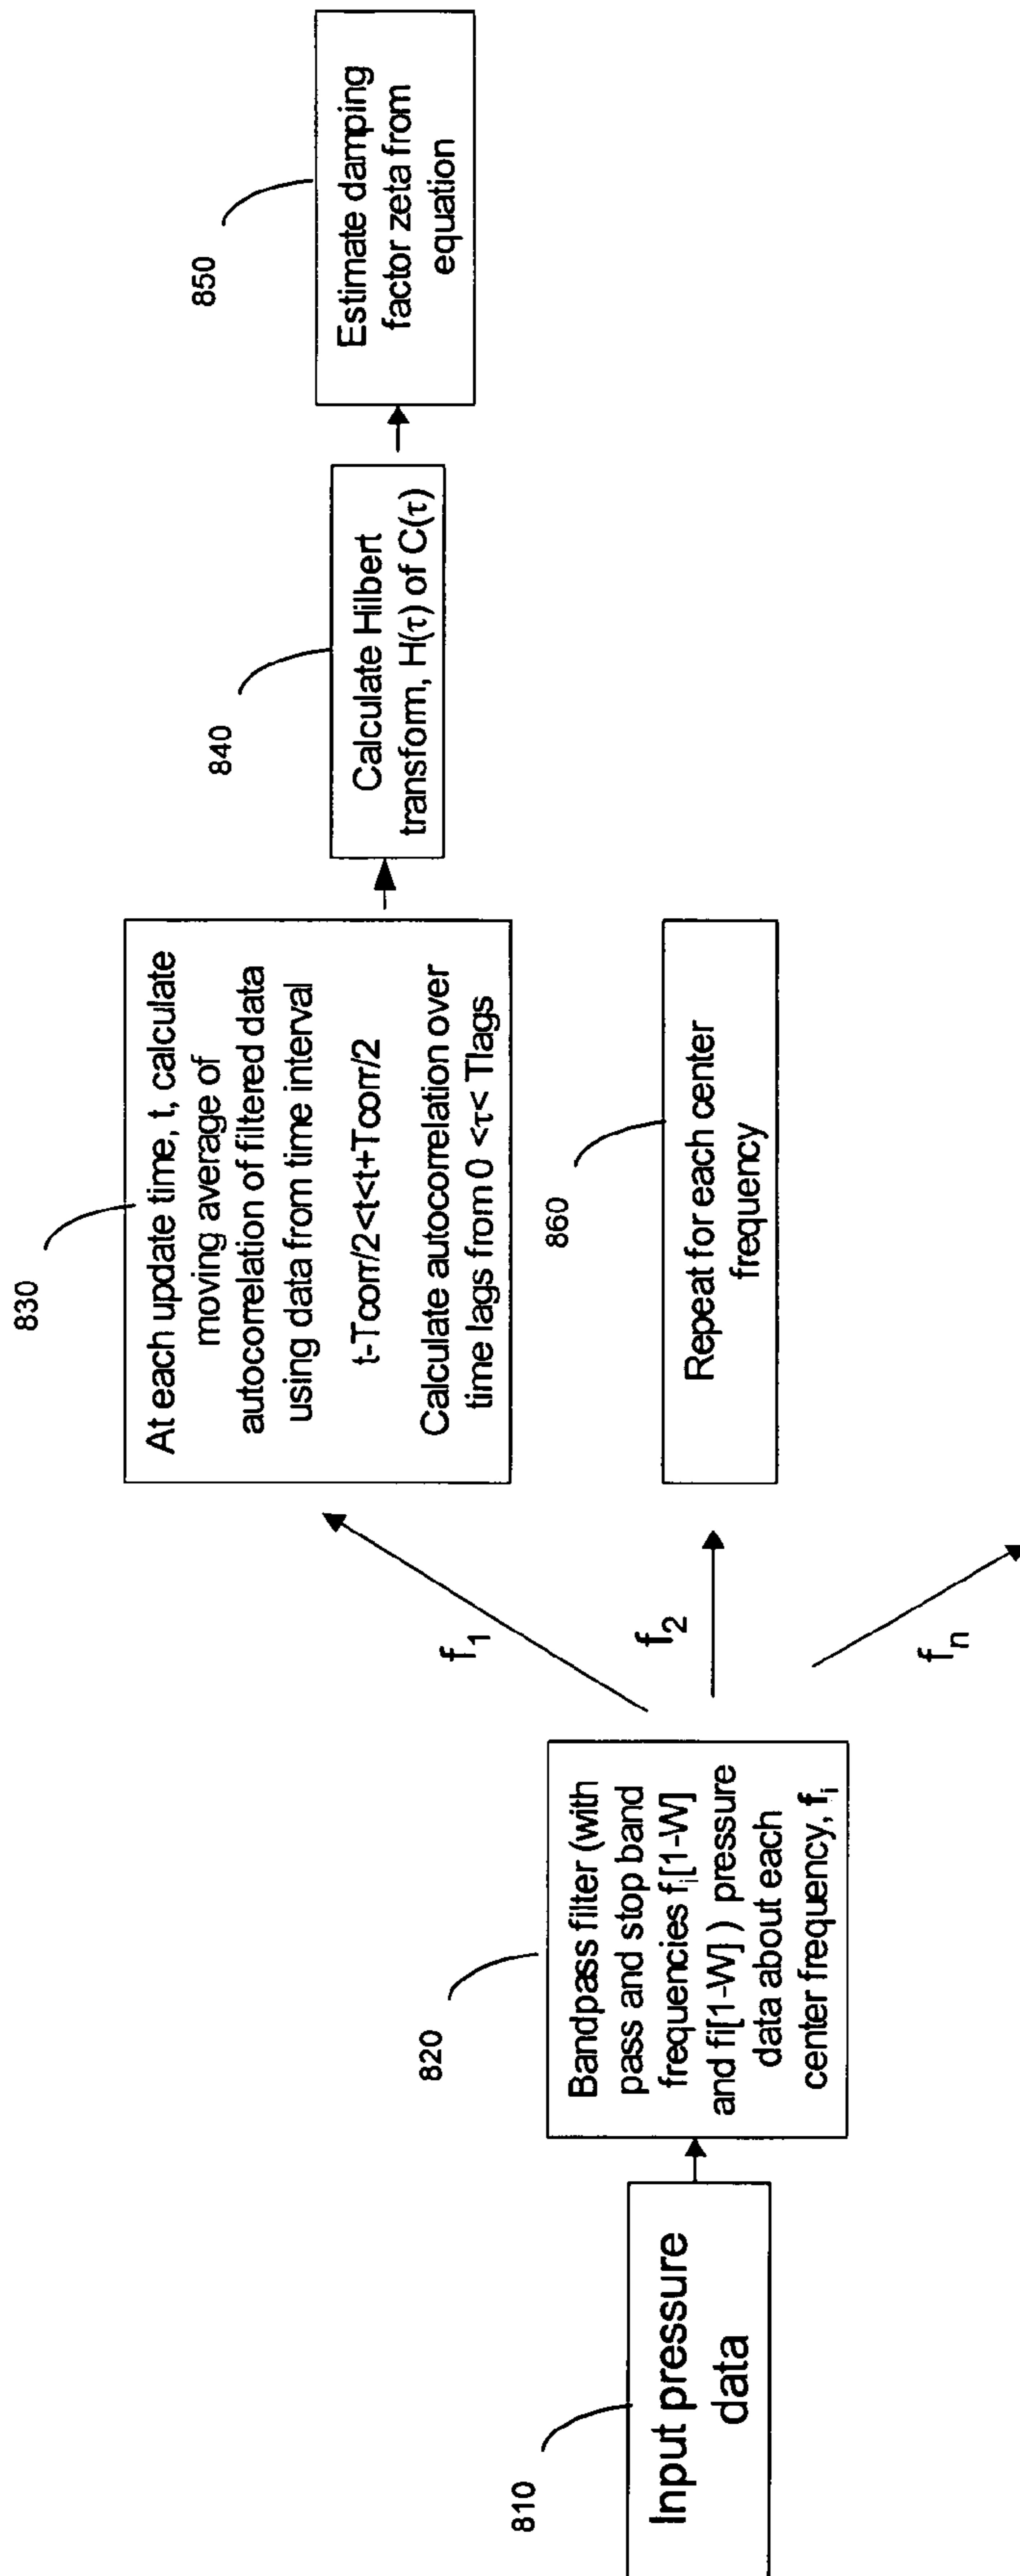 810
Input pressure
data
820
Bandpass filter (with
pass and stop band
frequencies fi[1-W]
and fi[1-W] ) pressure
data about each
center frequency, fi
f1
f2
fn
830
At each update time, t, calculate
moving average of
autocorrelation of filtered data
using data from time interval
t-Tcorr/2<t<t+Tcorr/2
Calculate autocorrelation over
time lags from 0 <τ< Tlags
860
Repeat for each center
frequency
840
Calculate Hilbert
transform, H(τ) of C(τ)
850
Estimate damping
factor zeta from
equation